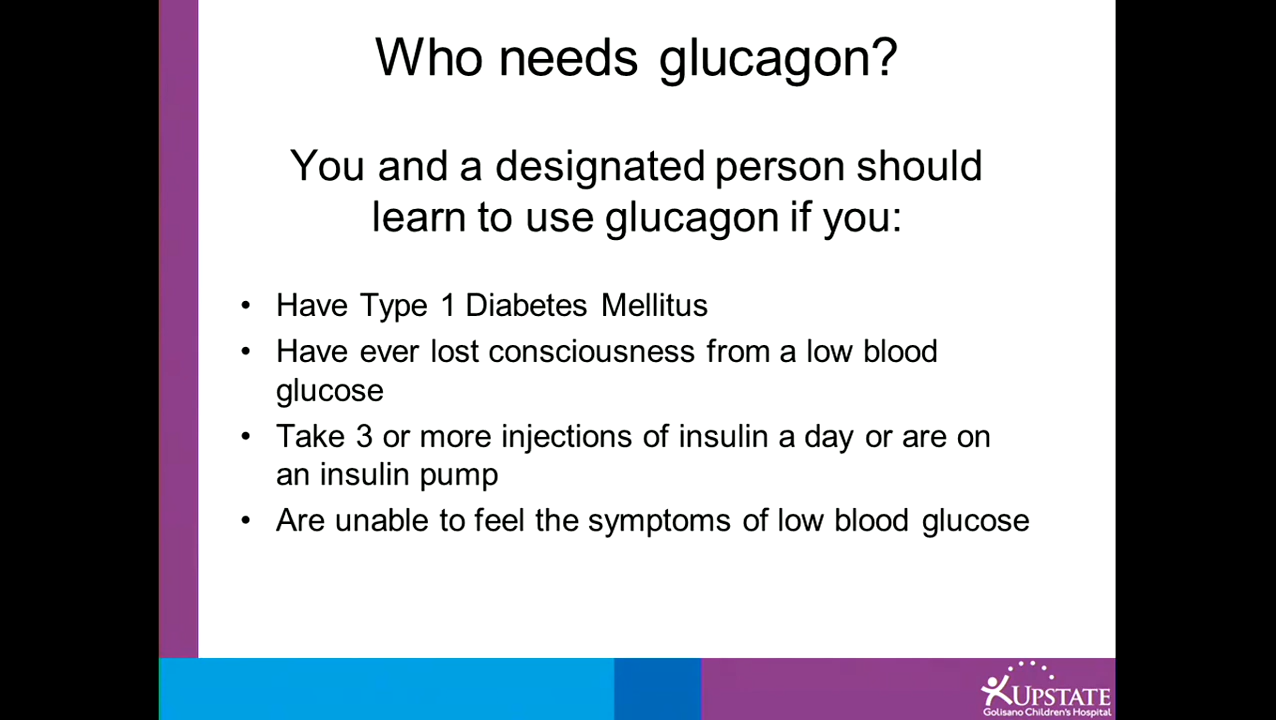 Who needs glucagon?
You and a designated person should
learn to use glucagon if you:
• Have Type 1 Diabetes Mellitus
• Have ever lost consciousness from a low blood
glucose
• Take 3 or more injections of insulin a day or are on
an insulin pump
• Are unable to feel the symptoms of low blood glucose
UPSTATE
Golisano Children's Hospital